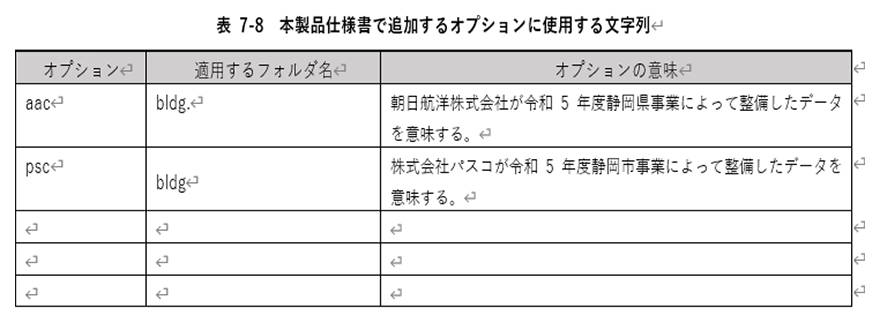 表 7-8 本製品仕様書で追加するオプションに使用する文字列↵
オプション↵ 適用するフォルダ名↵ オプションの意味↵ ↵
aac↵ bldg.↵ 朝日航洋株式会社が令和 5 年度静岡県事業によって整備したデータ ↵
を意味する。↵
psc↵ 株式会社パスコが令和 5 年度静岡市事業によって整備したデータを ↵
bldg↵ 意味する。↵
↵ ↵ ↵ ↵
↵ ↵ ↵ ↵
↵ ↵ ↵ ↵